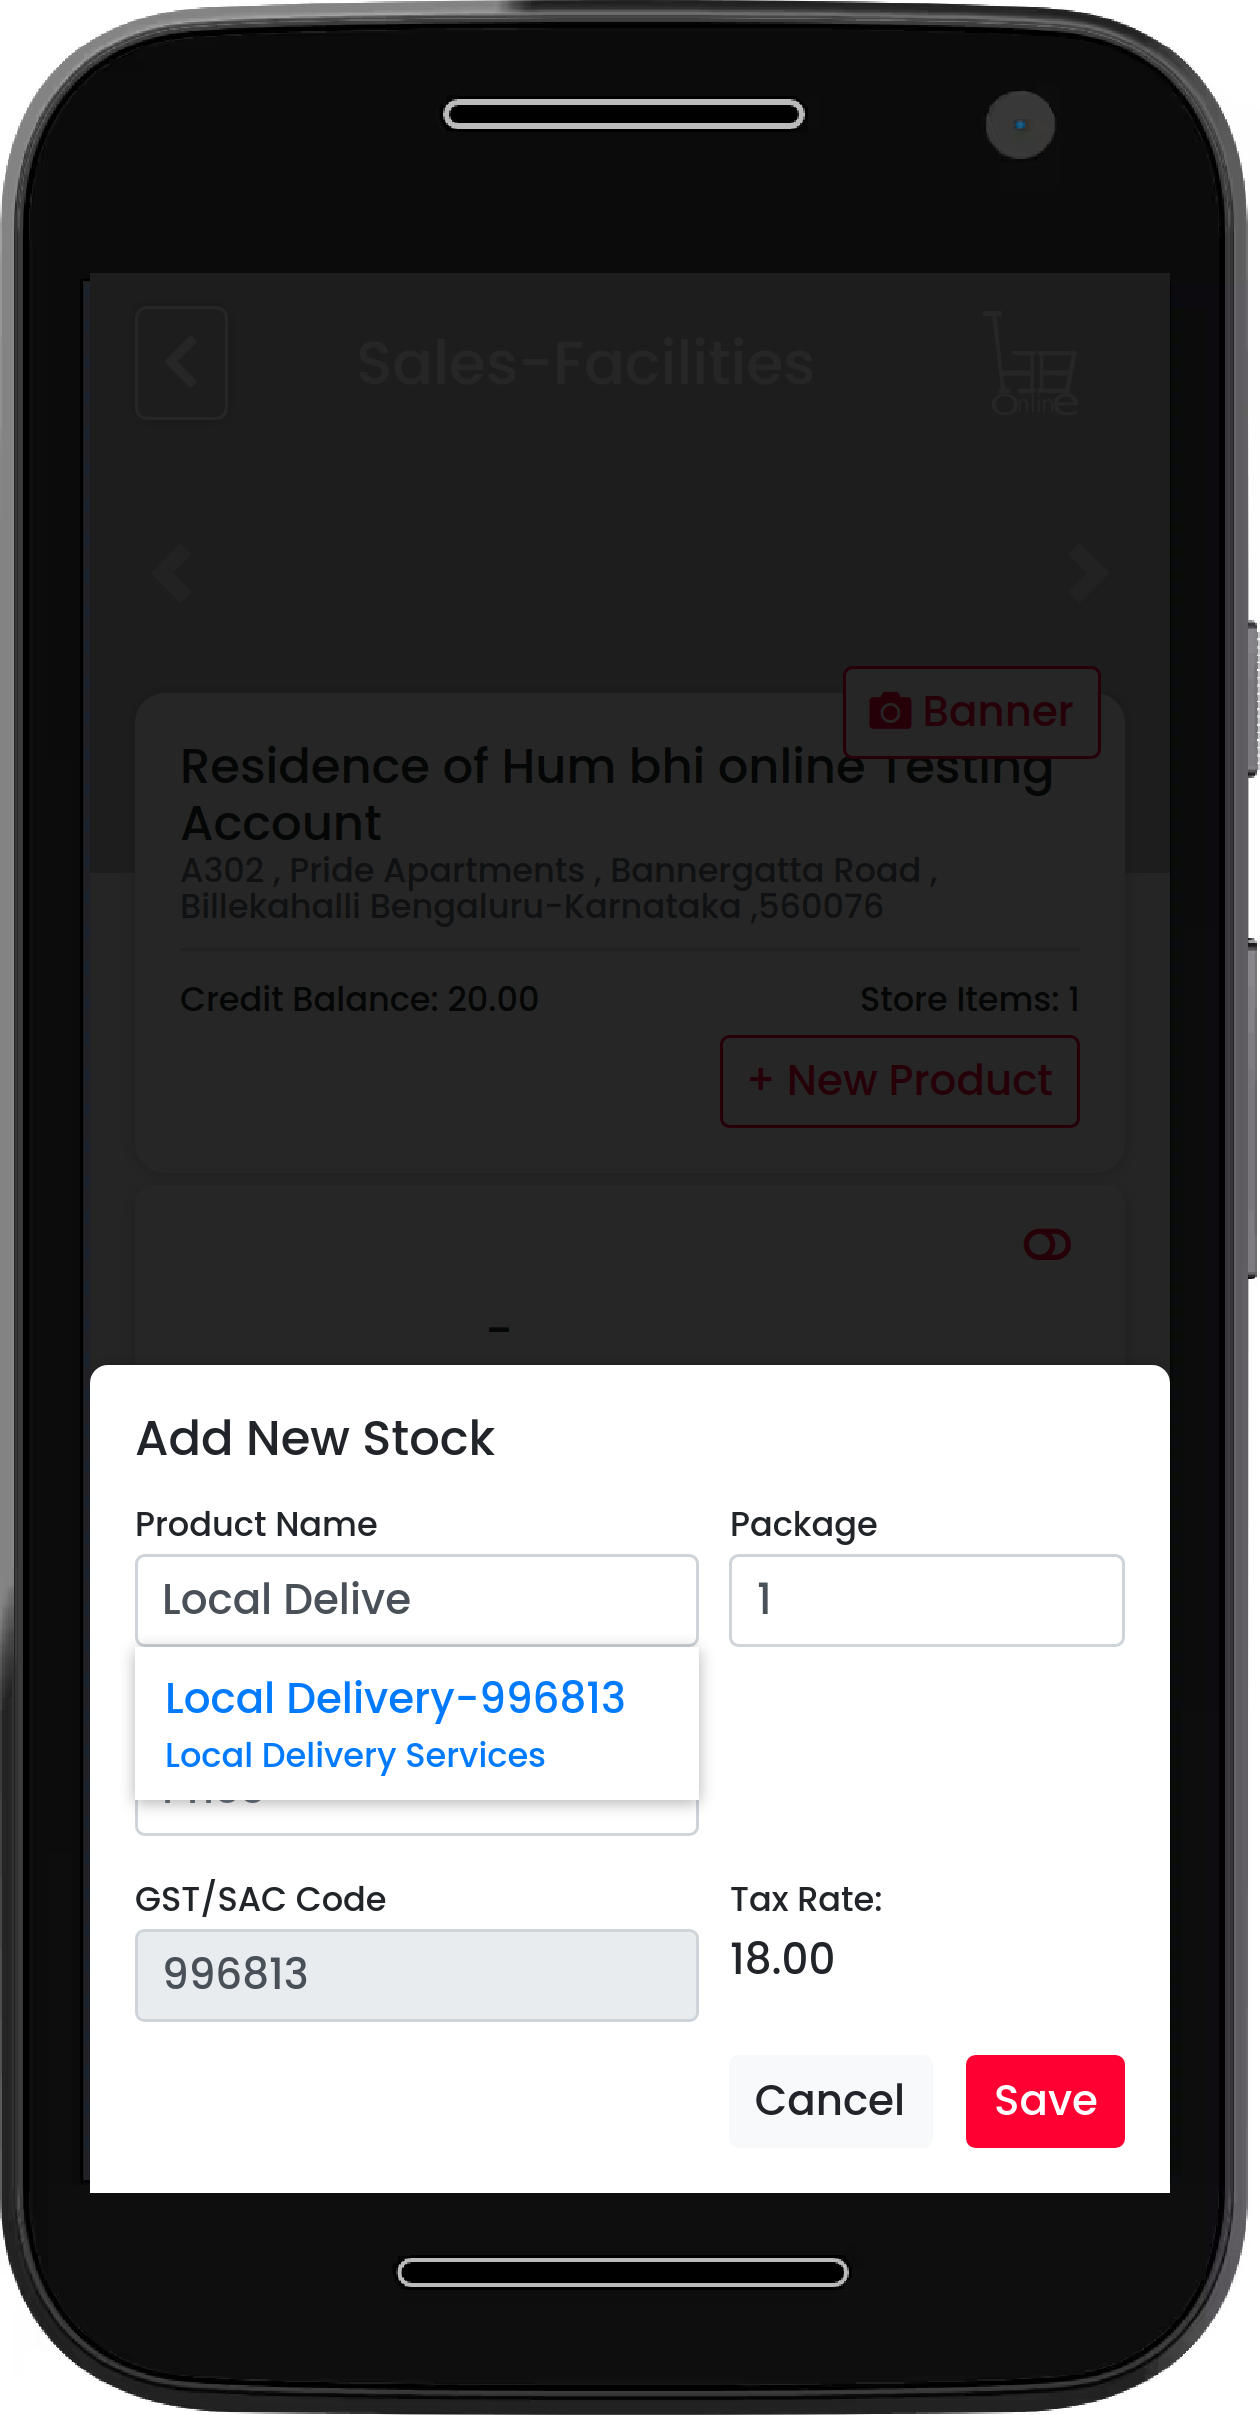 Sales-Facilities
Online
Banner
Residence of Hum bhi online Testing
Account
A302 , Pride Apartments , Bannergatta Road ,
Billekahalli Bengaluru-Karnataka ,560076
Credit Balance: 20.00
Store Items: 1
+ New Product
-
Add New Stock
Product Name
Package
Local Delive
1
Local Delivery-996813
Local Delivery Services
GST/SAC Code
Tax Rate:
996813
18.00
Cancel
Save